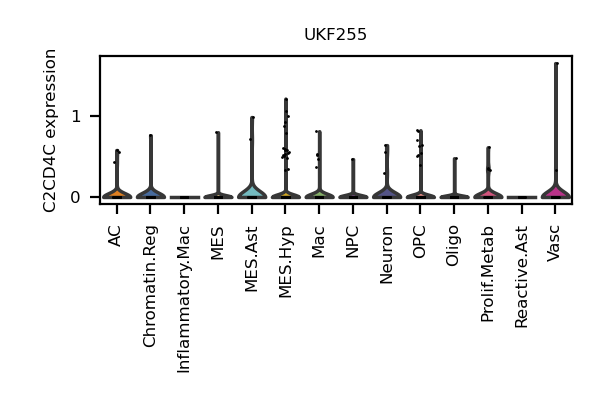 UKF255
C2CD4C expression
1
0
AC
Chromatin.Reg
Inflammatory.Mac
MES
MES.Ast
MES.Hyp
Mac
NPC
Neuron
OPC
Oligo
Prolif.Metab
Reactive.Ast
Vasc